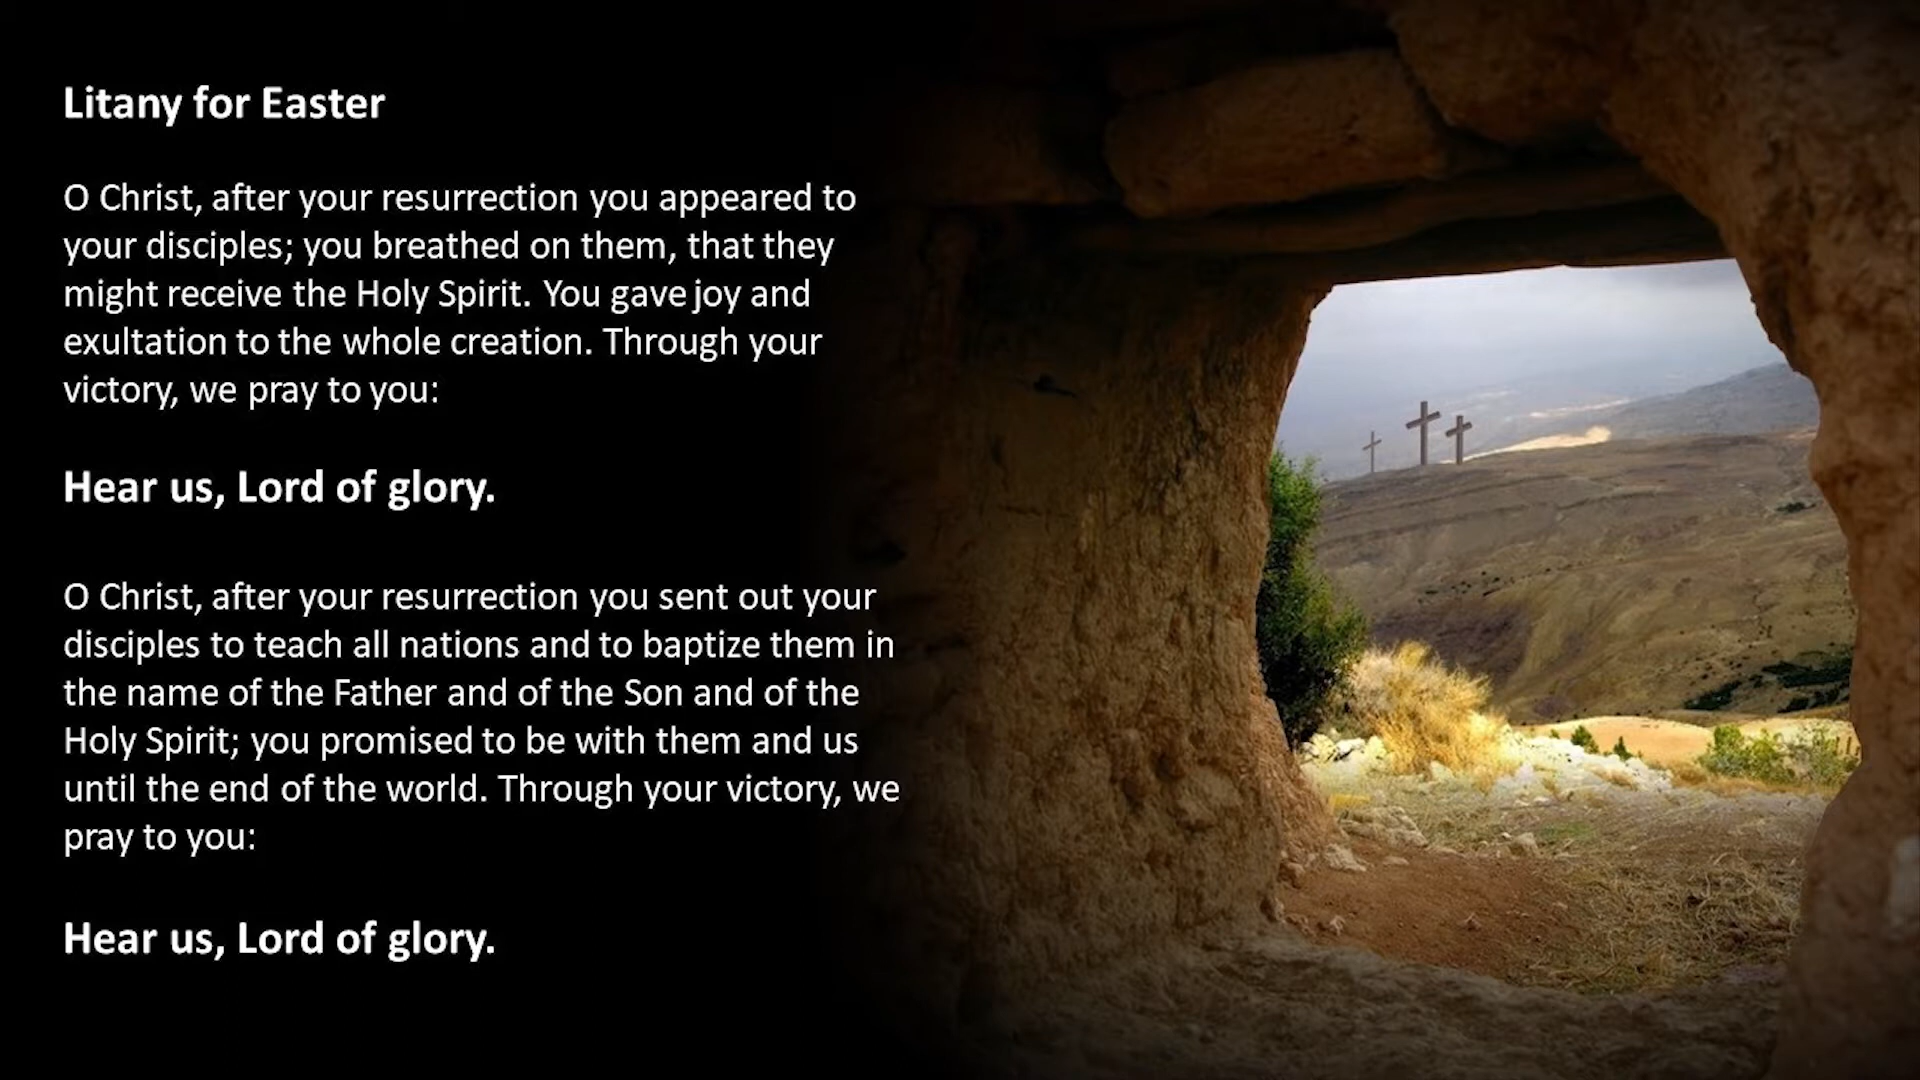 Litany for Easter
O Christ, after your resurrection you appeared to
your disciples; you breathed on them, that they
might receive the Holy Spirit. You gave joy and
exultation to the whole creation. Through your
victory, we pray to you:
Hear us, Lord of glory.
O Christ, after your resurrection you sent out your
disciples to teach all nations and to baptize them in
the name of the Father and of the Son and of the
Holy Spirit; you promised to be with them and us
until the end of the world. Through your victory, we
pray to you:
Hear us, Lord of glory.